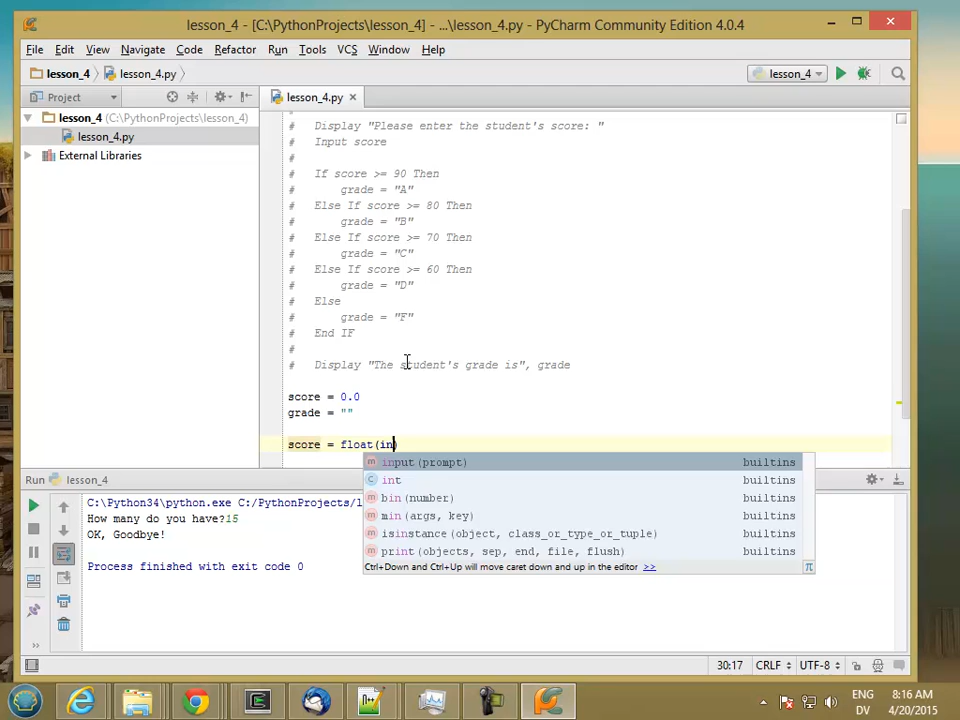 lesson_4 - [C:\PythonProjects\lesson_4] - ...\lesson_4.py - PyCharm Community Edition 4.0.4
File Edit View Navigate Code Refactor Run Tools VCS Window Help
lesson_4 lesson_4.py lesson_4
Project lesson_4.py
lesson_4 (C:\PythonProjects\lesson_4)
lesson_4.py
External Libraries
#
# Display "Please enter the student's score: "
# Input score
#
# If score >= 90 Then
# grade = "A"
# Else If score >= 80 Then
# grade = "B"
# Else If score >= 70 Then
# grade = "C"
# Else If score >= 60 Then
# grade = "D"
# Else
# grade = "F"
# End IF
#
# Display "The student's grade is", grade
score = 0.0
grade = ""
score = float(in)
input(prompt) builtins
int builtins
bin(number) builtins
min(args, key) builtins
isinstance(object, class_or_type_or_tuple) builtins
print(objects, sep, end, file, flush) builtins
Ctrl+Down and Ctrl+Up will move caret down and up in the editor >>
Run lesson_4
C:\Python34\python.exe C:/PythonProjects/l
How many do you have?15
OK, Goodbye!
Process finished with exit code 0
30:17 CRLF UTF-8
ENG 8:16 AM
DV 4/20/2015